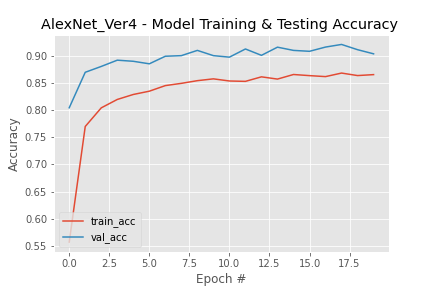 AlexNet_Ver4 - Model Training & Testing Accuracy
Accuracy
0.90
0.85
0.80
0.75
0.70
0.65
0.60
0.55
train_acc
val_acc
0.0 2.5 5.0 7.5 10.0 12.5 15.0 17.5
Epoch #